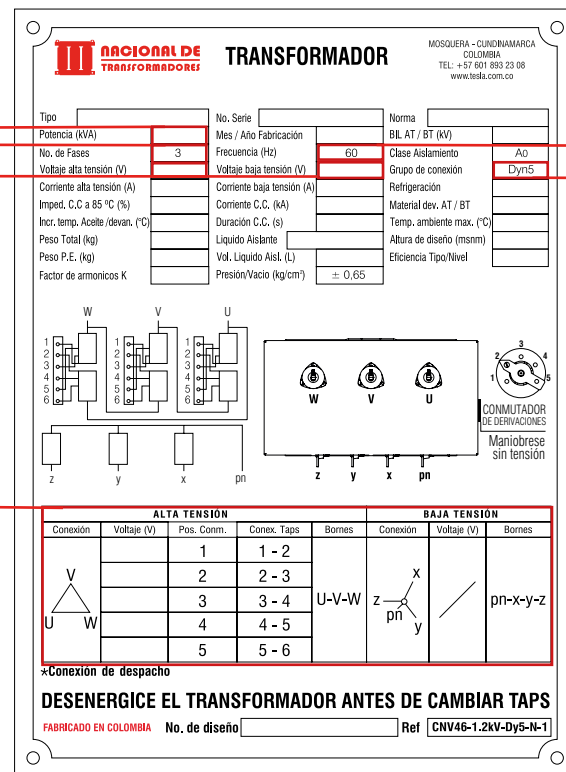 NACIONAL DE
TRANSFORMADORES
TRANSFORMADOR
MOSQUERA - CUNDINAMARCA
COLOMBIA
TEL: +57 601 893 23 08
www.tesla.com.co
Tipo No. Serie Norma
Potencia (KVA) Mes / Año Fabricación BIL AT / BT (kV)
No. de Fases 3 Frecuencia (Hz) 60 Clase Aislamiento Ao
Voltaje alta tensión (V) Voltaje baja tensión (V) Grupo de conexión Dyn5
Corriente alta tensión (A) Corriente baja tensión (A) Refrigeración
Imped. C,C a 85 ºC (%) Corriente C,C. (kA) Material dev. AT / BT
Incr. temp. Aceite /devan. (°C) Duración C.C. (s) Temp. ambiente max. (°C)
Peso Total (kg) Liquido Aislante Altura de diseño (msnm)
Peso P.E. (kg) Vol. Liquido Aisl. (L) Eficiencia Tipo/Nivel
Factor de armonicos K Presión/Vacio (kg/cm²) ± 0,65
W V U
1 1 1
2 2 2
3 3 3
4 4 4
5 5 5
6 6 6
z y x pn
W V U
z y x pn
1 2 3 4 5
CONMUTADOR
DE DERIVACIONES
Maniobrese
sin tensión
ALTA TENSIÓN BAJA TENSIÓN
Conexión Voltaje (V) Pos. Conm. Conex. Taps Bornes Conexión Voltaje (V) Bornes
1 1 - 2
2 2 - 3
3 3 - 4
4 4 - 5
5 5 - 6
V
U W
U-V-W
x
z
pn
y
pn-x-y-z
*Conexión de despacho
DESENERGICE EL TRANSFORMADOR ANTES DE CAMBIAR TAPS
FABRICADO EN COLOMBIA No. de diseño Ref CNV46-1.2kV-Dy5-N-1